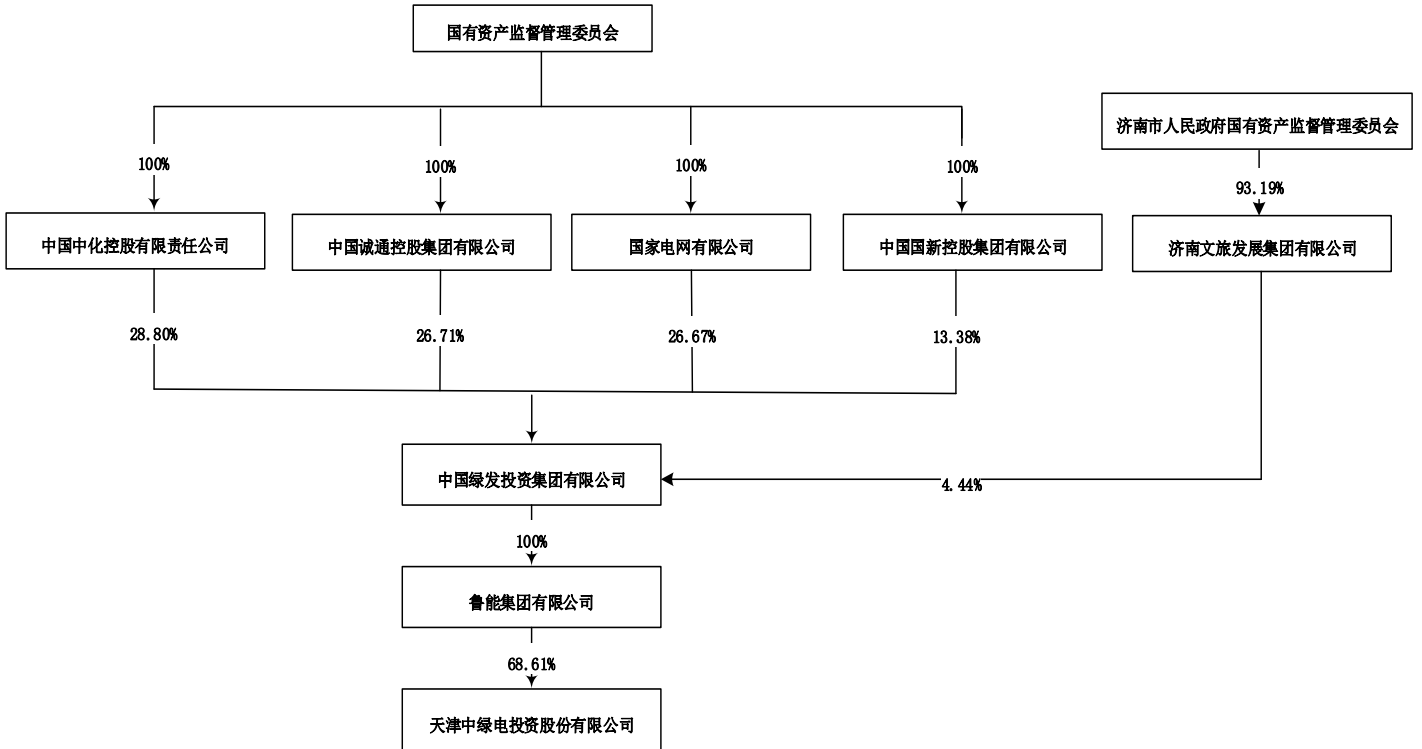 国有资产监督管理委员会
济南市人民政府国有资产监督管理委员会
100%
100%
100%
100%
93.19%
中国中化控股有限责任公司
中国诚通控股集团有限公司
国家电网有限公司
中国国新控股集团有限公司
济南文旅发展集团有限公司
28.80%
26.71%
26.67%
13.38%
中国绿发投资集团有限公司
4.44%
100%
鲁能集团有限公司
68.61%
天津中绿电投资股份有限公司